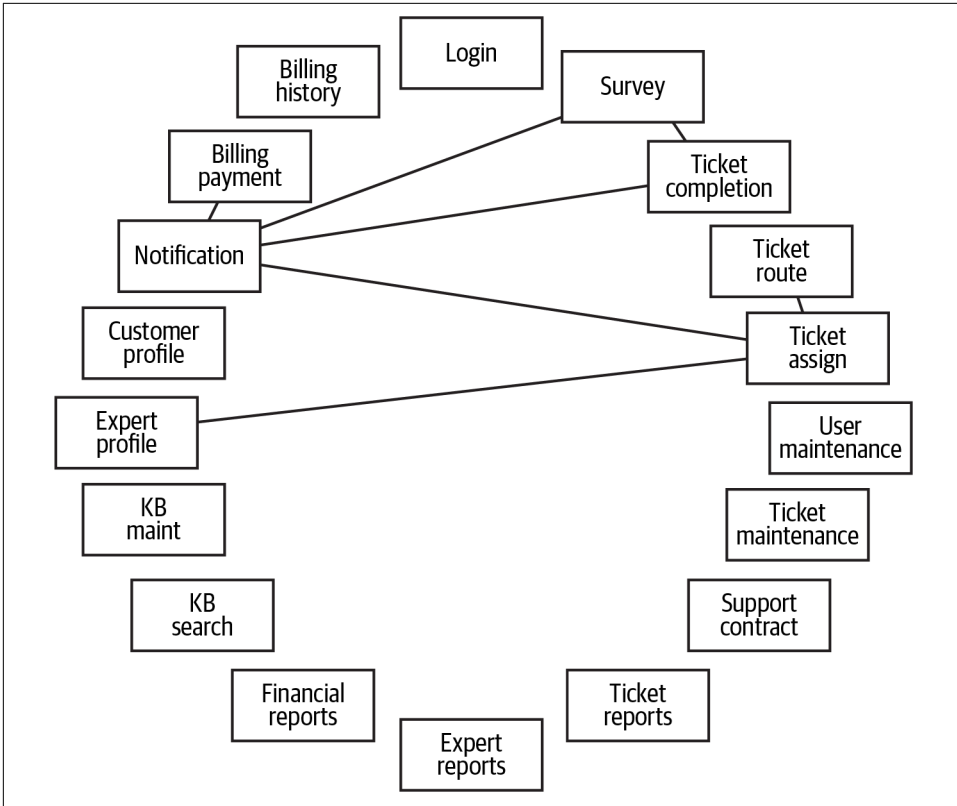 Login
Billing
history
Survey
Billing
payment
Ticket
completion
Notification
Ticket
route
Customer
profile
Ticket
assign
Expert
profile
User
maintenance
KB
maint
Ticket
maintenance
KB
search
Support
contract
Financial
reports
Ticket
reports
Expert
reports